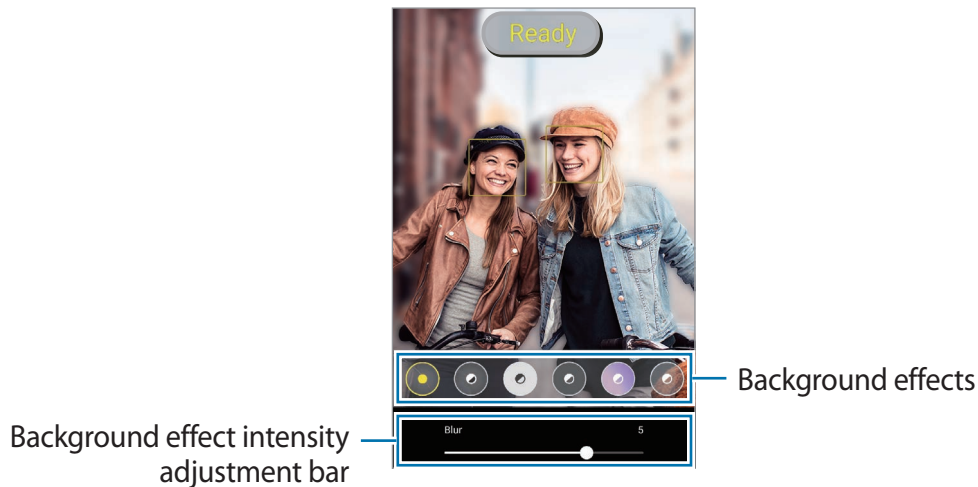 Ready
Background effects
Blur 5
Background effect intensity
adjustment bar